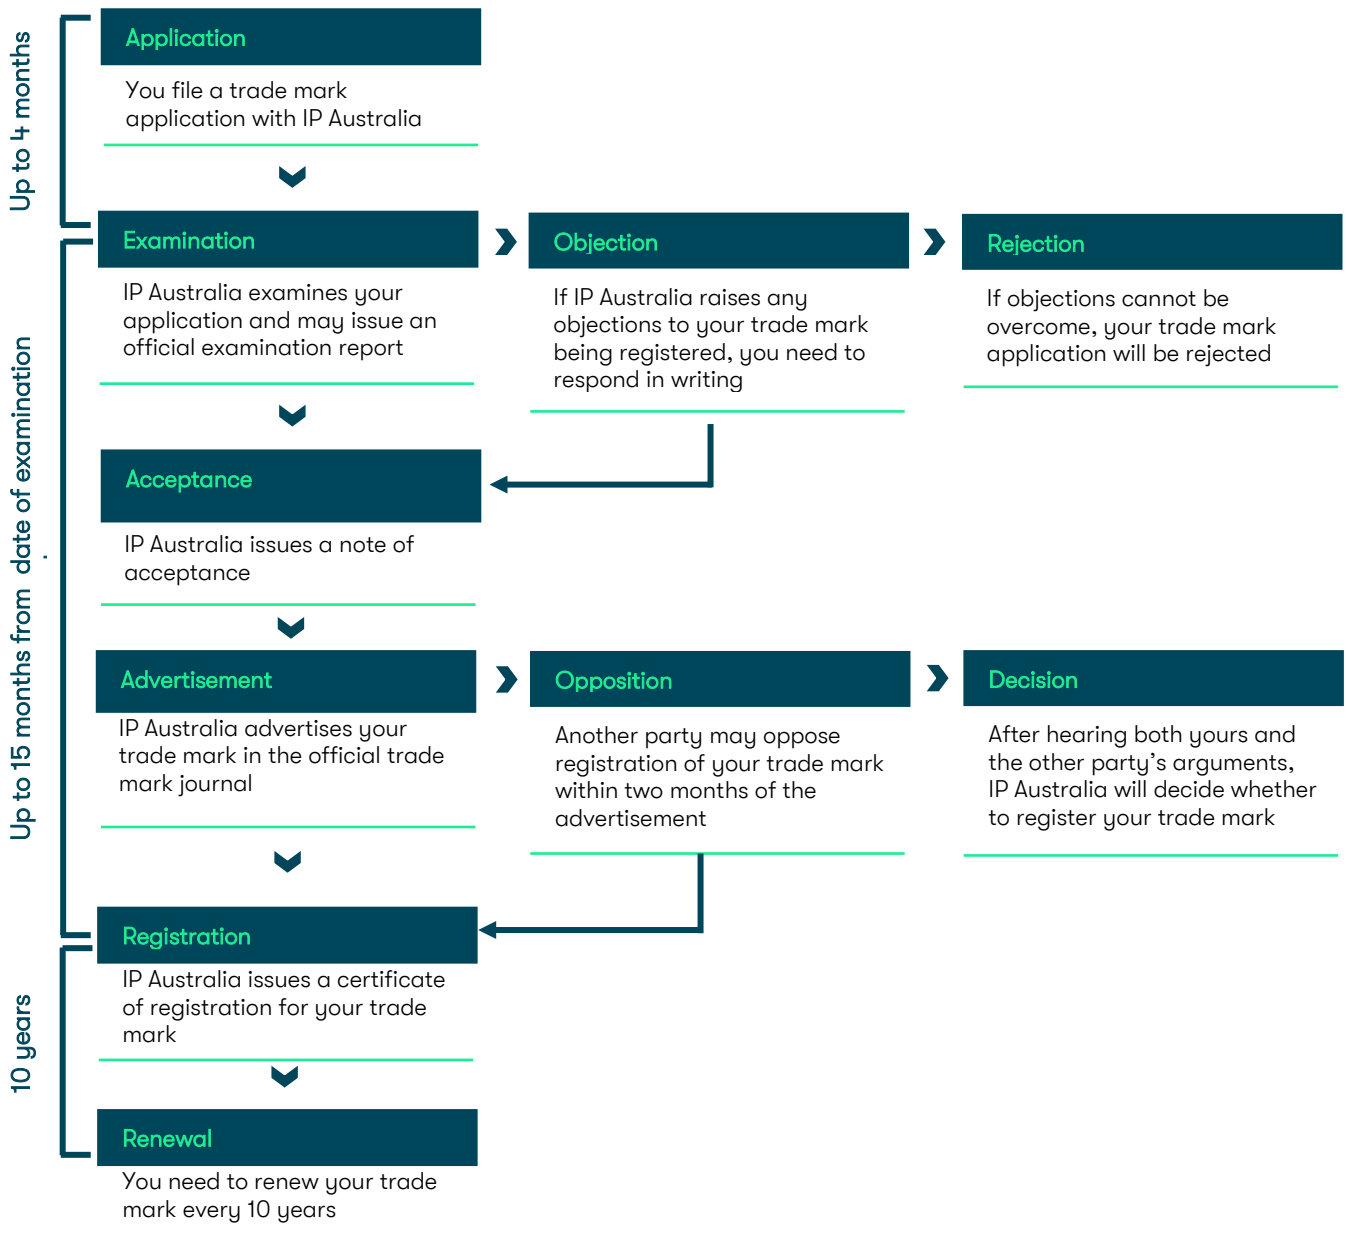 Up to 4 months
Application
You file a trade mark
application with IP Australia
Up to 15 months from date of examination
Examination
IP Australia examines your
application and may issue an
official examination report
Objection
If IP Australia raises any
objections to your trade mark
being registered, you need to
respond in writing
Rejection
If objections cannot be
overcome, your trade mark
application will be rejected
Acceptance
IP Australia issues a note of
acceptance
Advertisement
IP Australia advertises your
trade mark in the official trade
mark journal
Opposition
Another party may oppose
registration of your trade mark
within two months of the
advertisement
Decision
After hearing both yours and
the other party's arguments,
IP Australia will decide whether
to register your trade mark
10 years
Registration
IP Australia issues a certificate
of registration for your trade
mark
Renewal
You need to renew your trade
mark every 10 years